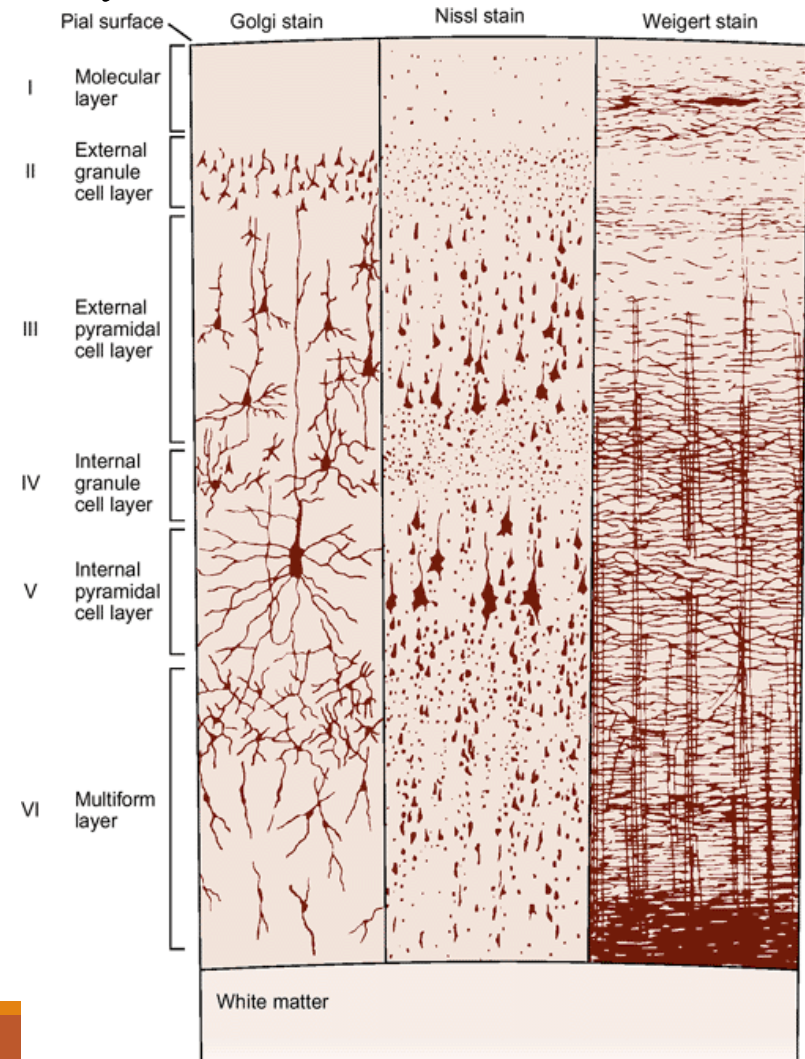 Pial surface
Golgi stain
Nissl stain
Weigert stain
I
Molecular
layer
II
External
granule
cell layer
III
External
pyramidal
cell layer
IV
Internal
granule
cell layer
V
Internal
pyramidal
cell layer
VI
Multiform
layer
White matter